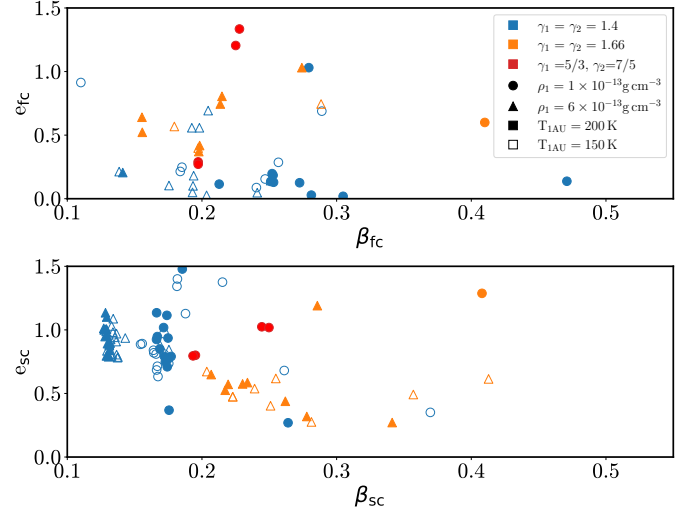 1.5
1.0
0.5
0.0
e_fc
0.1 0.2 0.3 0.4 0.5
β_fc
γ₁ = γ₂ = 1.4
γ₁ = γ₂ = 1.66
γ₁ =5/3, γ₂=7/5
ρ₁ = 1 × 10⁻¹³ g cm⁻³
ρ₁ = 6 × 10⁻¹³ g cm⁻³
T₁AU = 200 K
T₁AU = 150 K
1.5
1.0
0.5
0.0
e_sc
0.1 0.2 0.3 0.4 0.5
β_sc